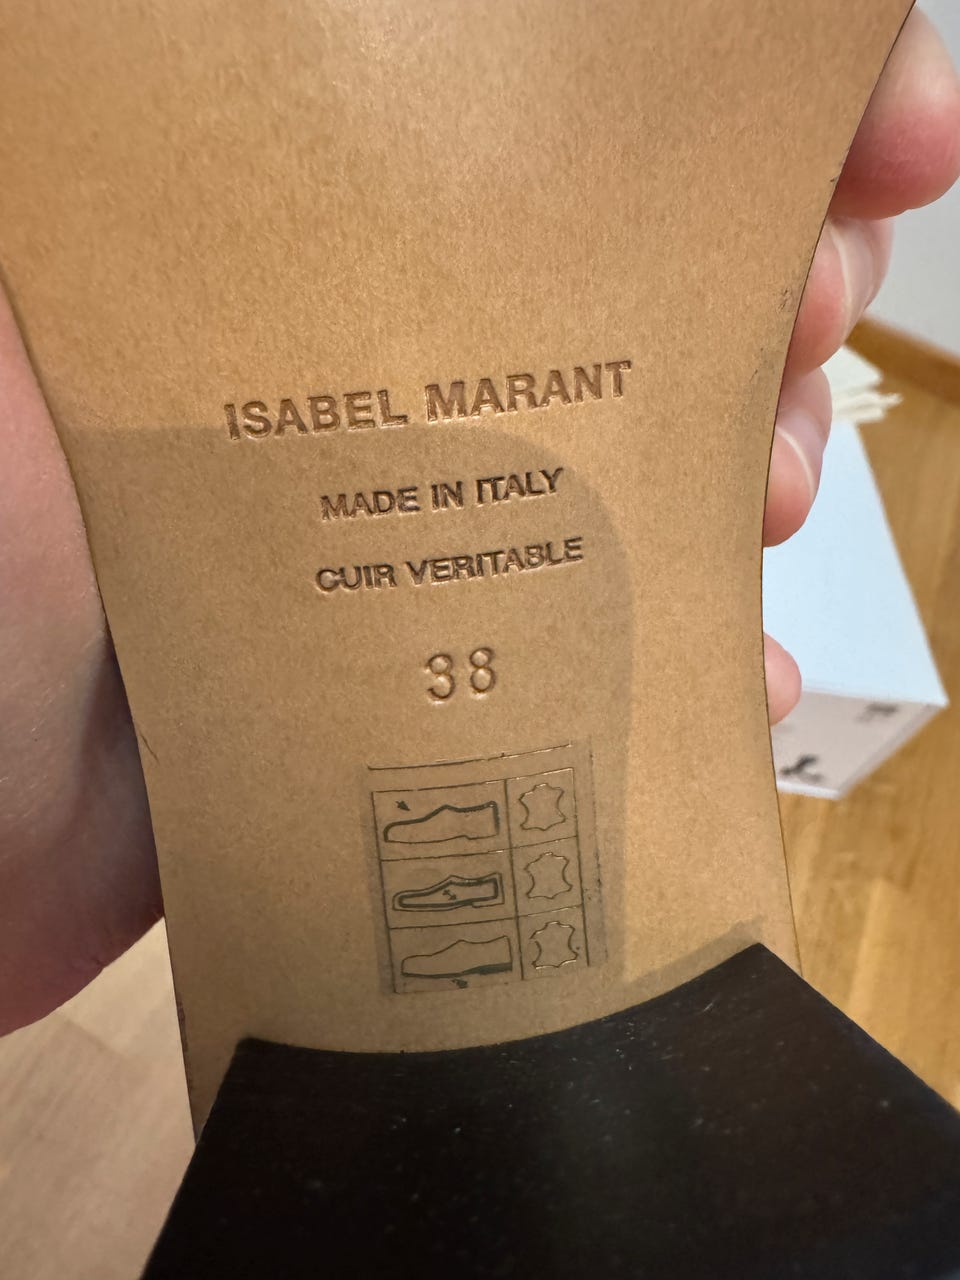 ISABEL MARANT
MADE IN ITALY
CUIR VERITABLE
38